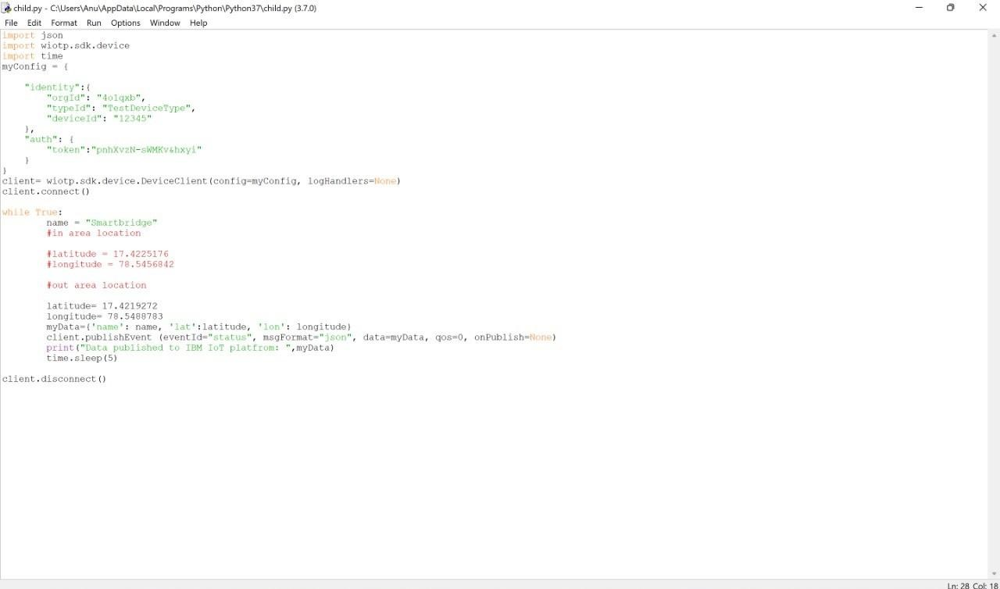 child.py - C:\Users\Anu\AppData\Local\Programs\Python\Python37\child.py (3.7.0)
File Edit Format Run Options Window Help
import json
import wiotp.sdk.device
import time
myConfig = {
    "identity":{
        "orgId": "4o1qxb",
        "typeId": "TestDeviceType",
        "deviceId": "12345"
    },
    "auth": {
        "token":"pnhXvzN-sWMKv&hxyi"
    }
}
client= wiotp.sdk.device.DeviceClient(config=myConfig, logHandlers=None)
client.connect()
while True:
        name = "Smartbridge"
        #in area location
        #latitude = 17.4225176
        #longitude = 78.5456842
        #out area location
        latitude= 17.4219272
        longitude= 78.5488783
        myData={'name': name, 'lat':latitude, 'lon': longitude}
        client.publishEvent (eventId="status", msgFormat="json", data=myData, qos=0, onPublish=None)
        print("Data published to IBM IoT platfrom: ",myData)
        time.sleep(5)
client.disconnect()
Ln: 28 Col: 18